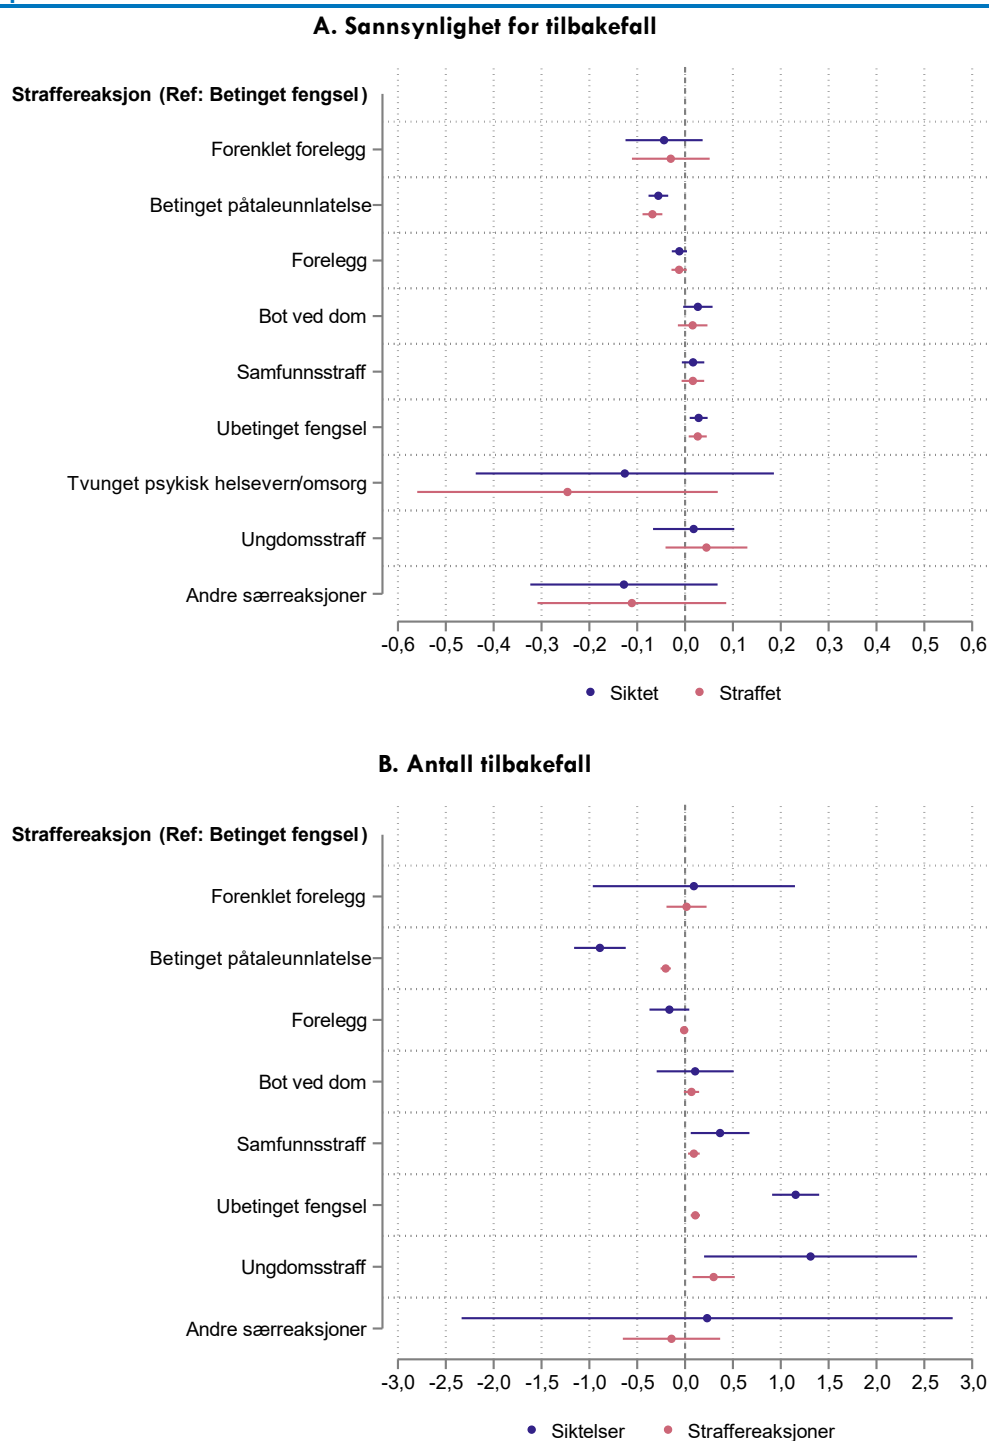 A. Sannsynlighet for tilbakefall
Straffereaksjon (Ref: Betinget fengsel)
Forenklet forelegg
Betinget påtaleunnlatelse
Forelegg
Bot ved dom
Samfunnsstraff
Ubetinget fengsel
Tvunget psykisk helsevern/omsorg
Ungdomsstraff
Andre særreaksjoner
-0,6 -0,5 -0,4 -0,3 -0,2 -0,1 0,0 0,1 0,2 0,3 0,4 0,5 0,6
Siktet Straffet
B. Antall tilbakefall
Straffereaksjon (Ref: Betinget fengsel)
Forenklet forelegg
Betinget påtaleunnlatelse
Forelegg
Bot ved dom
Samfunnsstraff
Ubetinget fengsel
Ungdomsstraff
Andre særreaksjoner
-3,0 -2,5 -2,0 -1,5 -1,0 -0,5 0,0 0,5 1,0 1,5 2,0 2,5 3,0
Siktelser Straffereaksjoner